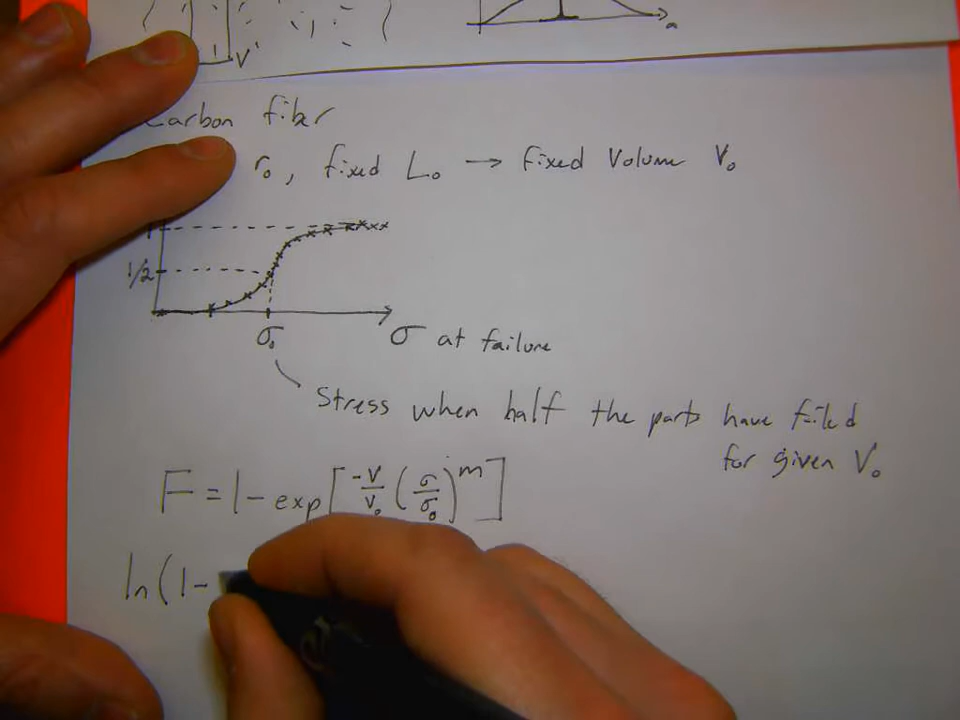 V'
Carbon fiber
r₀, fixed L₀ → fixed Volume V₀
1
1/2
σ₀
σ at failure
Stress when half the parts have failed
for given V₀
F = 1 - exp[-V/V₀ (σ/σ₀)^m]
ln(1-